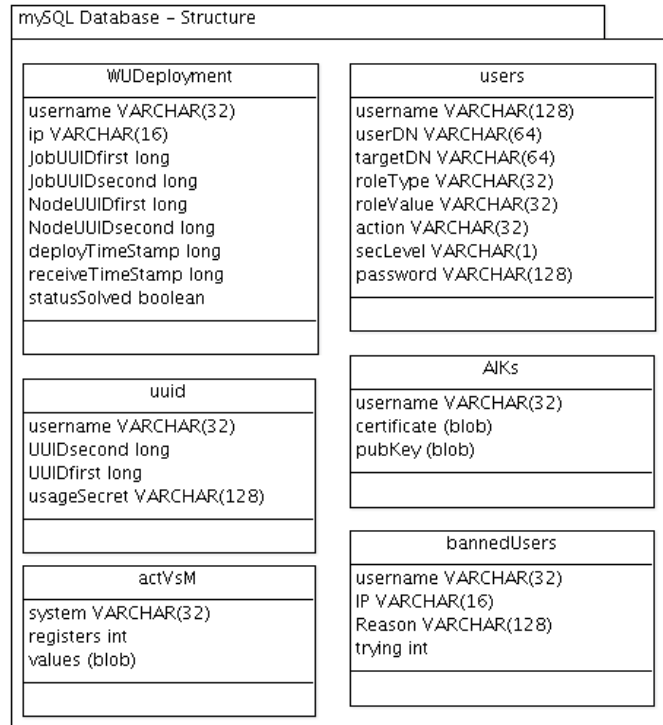 mySQL Database – Structure
WUDeployment
username VARCHAR(32)
ip VARCHAR(16)
JobUUIDfirst long
JobUUIDsecond long
NodeUUIDfirst long
NodeUUIDsecond long
deployTimeStamp long
receiveTimeStamp long
statusSolved boolean
users
username VARCHAR(128)
userDN VARCHAR(64)
targetDN VARCHAR(64)
roleType VARCHAR(32)
roleValue VARCHAR(32)
action VARCHAR(32)
secLevel VARCHAR(1)
password VARCHAR(128)
uuid
username VARCHAR(32)
UUIDsecond long
UUIDfirst long
usageSecret VARCHAR(128)
AIKs
username VARCHAR(32)
certificate (blob)
pubKey (blob)
actVsM
system VARCHAR(32)
registers int
values (blob)
bannedUsers
username VARCHAR(32)
IP VARCHAR(16)
Reason VARCHAR(128)
trying int